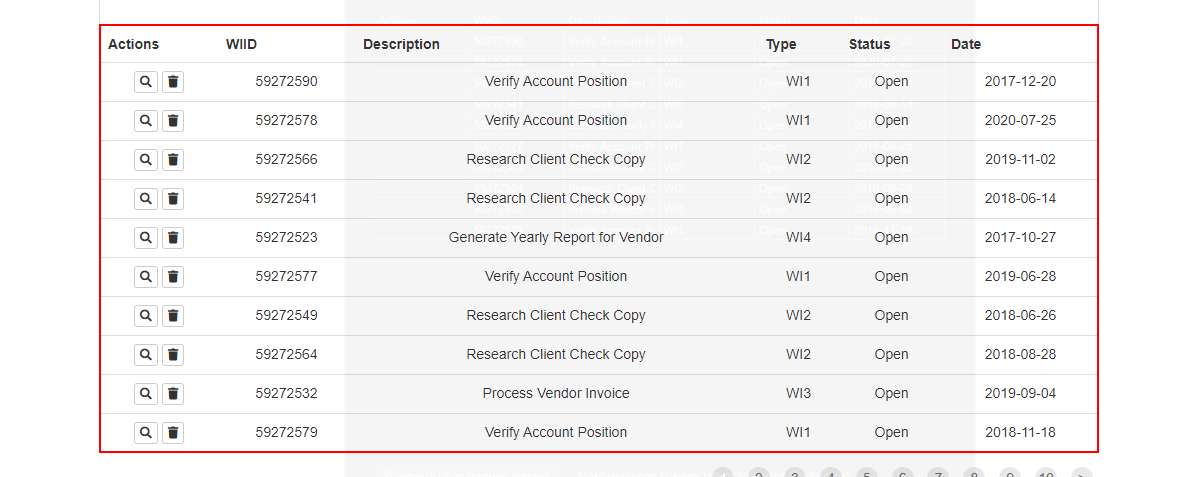 Actions WIID Description Type Status Date
59272590 Verify Account Position WI1 Open 2017-12-20
59272578 Verify Account Position WI1 Open 2020-07-25
59272566 Research Client Check Copy WI2 Open 2019-11-02
59272541 Research Client Check Copy WI2 Open 2018-06-14
59272523 Generate Yearly Report for Vendor WI4 Open 2017-10-27
59272577 Verify Account Position WI1 Open 2019-06-28
59272549 Research Client Check Copy WI2 Open 2018-06-26
59272564 Research Client Check Copy WI2 Open 2018-08-28
59272532 Process Vendor Invoice WI3 Open 2019-09-04
59272579 Verify Account Position WI1 Open 2018-11-18
1 2 3 4 5 6 7 8 9 10 >